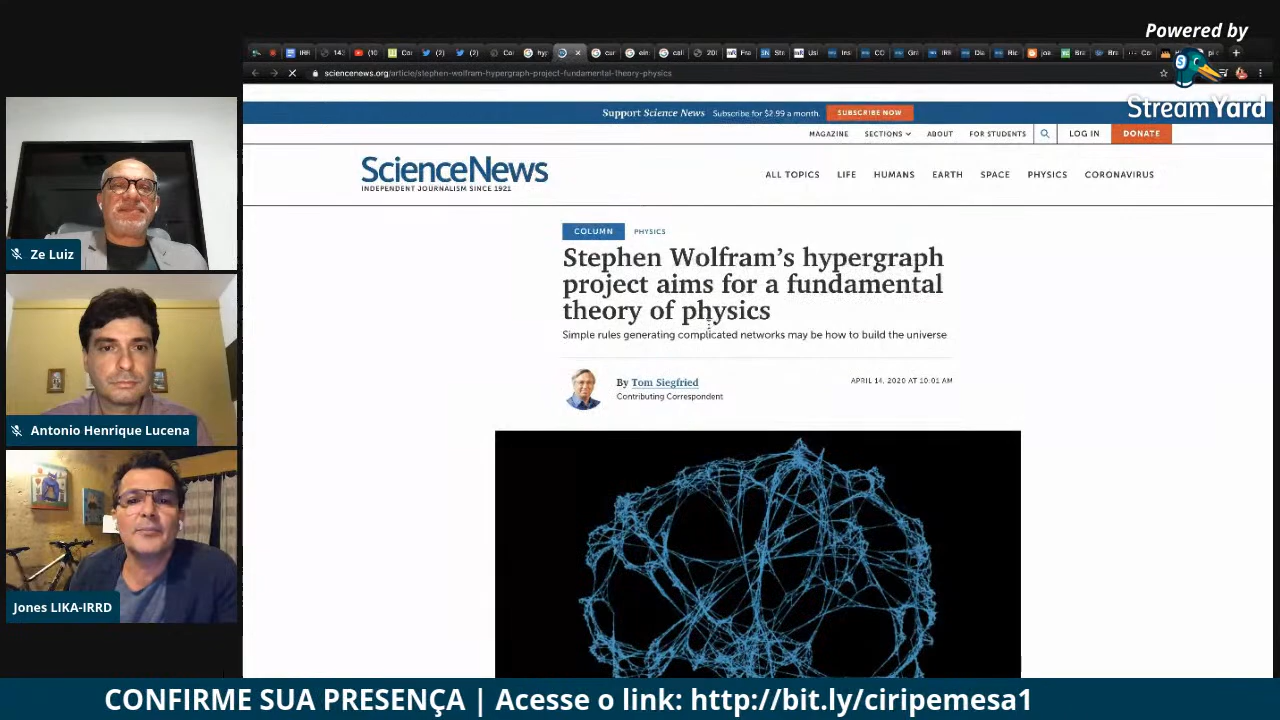 Powered by
StreamYard
sciencenews.org/article/stephen-wolfram-hypergraph-project-fundamental-theory-physics
Support Science News Subscribe for $2.99 a month. SUBSCRIBE NOW
MAGAZINE SECTIONS ABOUT FOR STUDENTS LOG IN DONATE
ScienceNews
INDEPENDENT JOURNALISM SINCE 1921
ALL TOPICS LIFE HUMANS EARTH SPACE PHYSICS CORONAVIRUS
COLUMN PHYSICS
Stephen Wolfram’s hypergraph
project aims for a fundamental
theory of physics
Simple rules generating complicated networks may be how to build the universe
By Tom Siegfried
Contributing Correspondent
APRIL 14, 2020 AT 10:01 AM
Ze Luiz
Antonio Henrique Lucena
Jones LIKA-IRRD
CONFIRME SUA PRESENÇA | Acesse o link: http://bit.ly/ciripemesa1